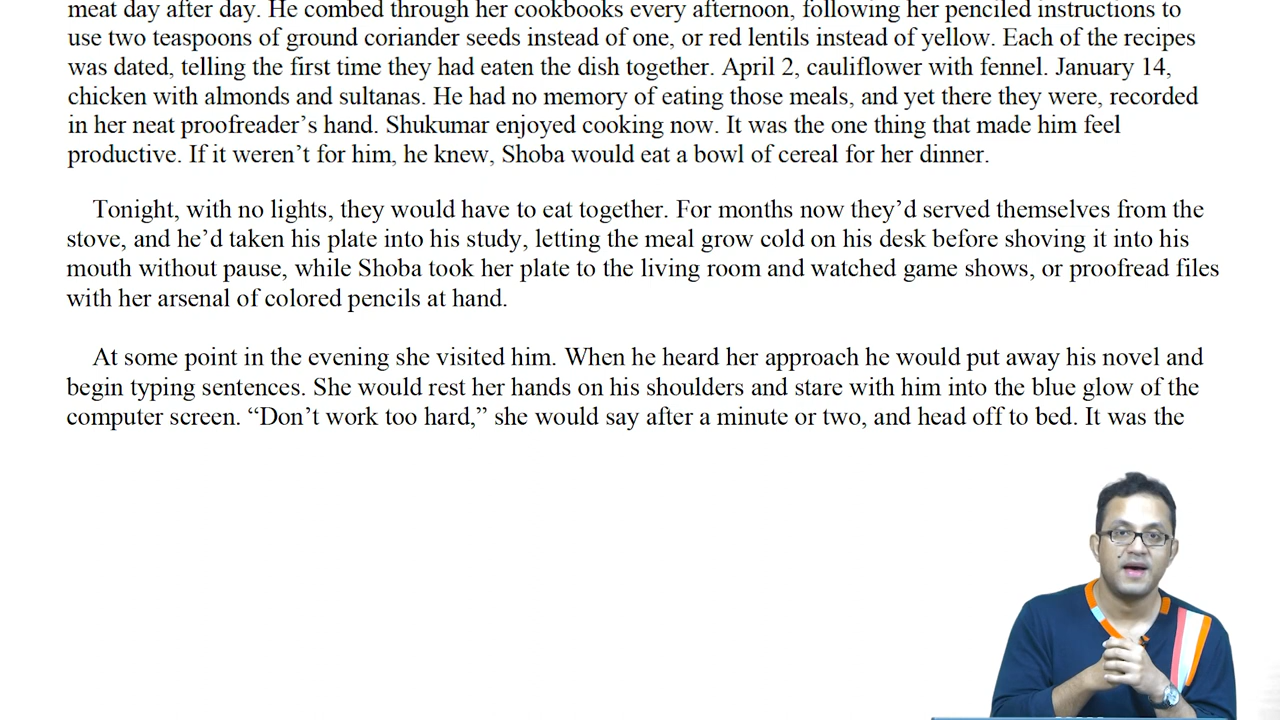 meat day after day. He combed through her cookbooks every afternoon, following her penciled instructions to
use two teaspoons of ground coriander seeds instead of one, or red lentils instead of yellow. Each of the recipes
was dated, telling the first time they had eaten the dish together. April 2, cauliflower with fennel. January 14,
chicken with almonds and sultanas. He had no memory of eating those meals, and yet there they were, recorded
in her neat proofreader’s hand. Shukumar enjoyed cooking now. It was the one thing that made him feel
productive. If it weren’t for him, he knew, Shoba would eat a bowl of cereal for her dinner.
Tonight, with no lights, they would have to eat together. For months now they’d served themselves from the
stove, and he’d taken his plate into his study, letting the meal grow cold on his desk before shoving it into his
mouth without pause, while Shoba took her plate to the living room and watched game shows, or proofread files
with her arsenal of colored pencils at hand.
At some point in the evening she visited him. When he heard her approach he would put away his novel and
begin typing sentences. She would rest her hands on his shoulders and stare with him into the blue glow of the
computer screen. “Don’t work too hard,” she would say after a minute or two, and head off to bed. It was the